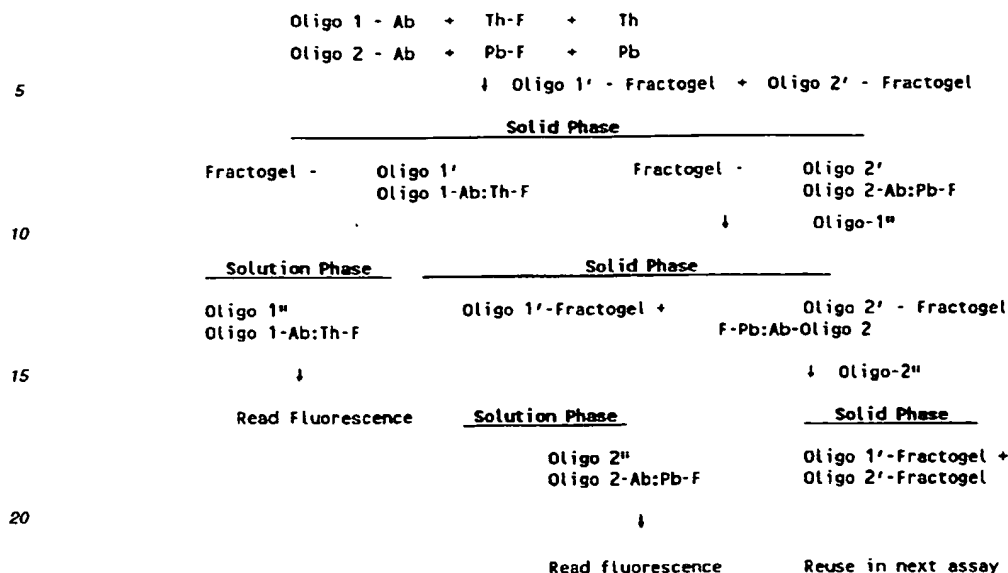 Oligo 1 - Ab + Th-F + Th
Oligo 2 - Ab + Pb-F + Pb
5 ↓ Oligo 1' - Fractogel + Oligo 2' - Fractogel
Solid Phase
Fractogel - Oligo 1' Fractogel - Oligo 2'
Oligo 1-Ab:Th-F Oligo 2-Ab:Pb-F
10 ↓ Oligo-1"
Solution Phase Solid Phase
Oligo 1" Oligo 1'-Fractogel + Oligo 2' - Fractogel
Oligo 1-Ab:Th-F F-Pb:Ab-Oligo 2
15 ↓ ↓ Oligo-2"
Read Fluorescence Solution Phase Solid Phase
Oligo 2" Oligo 1'-Fractogel +
Oligo 2-Ab:Pb-F Oligo 2'-Fractogel
20 ↓
Read fluorescence Reuse in next assay